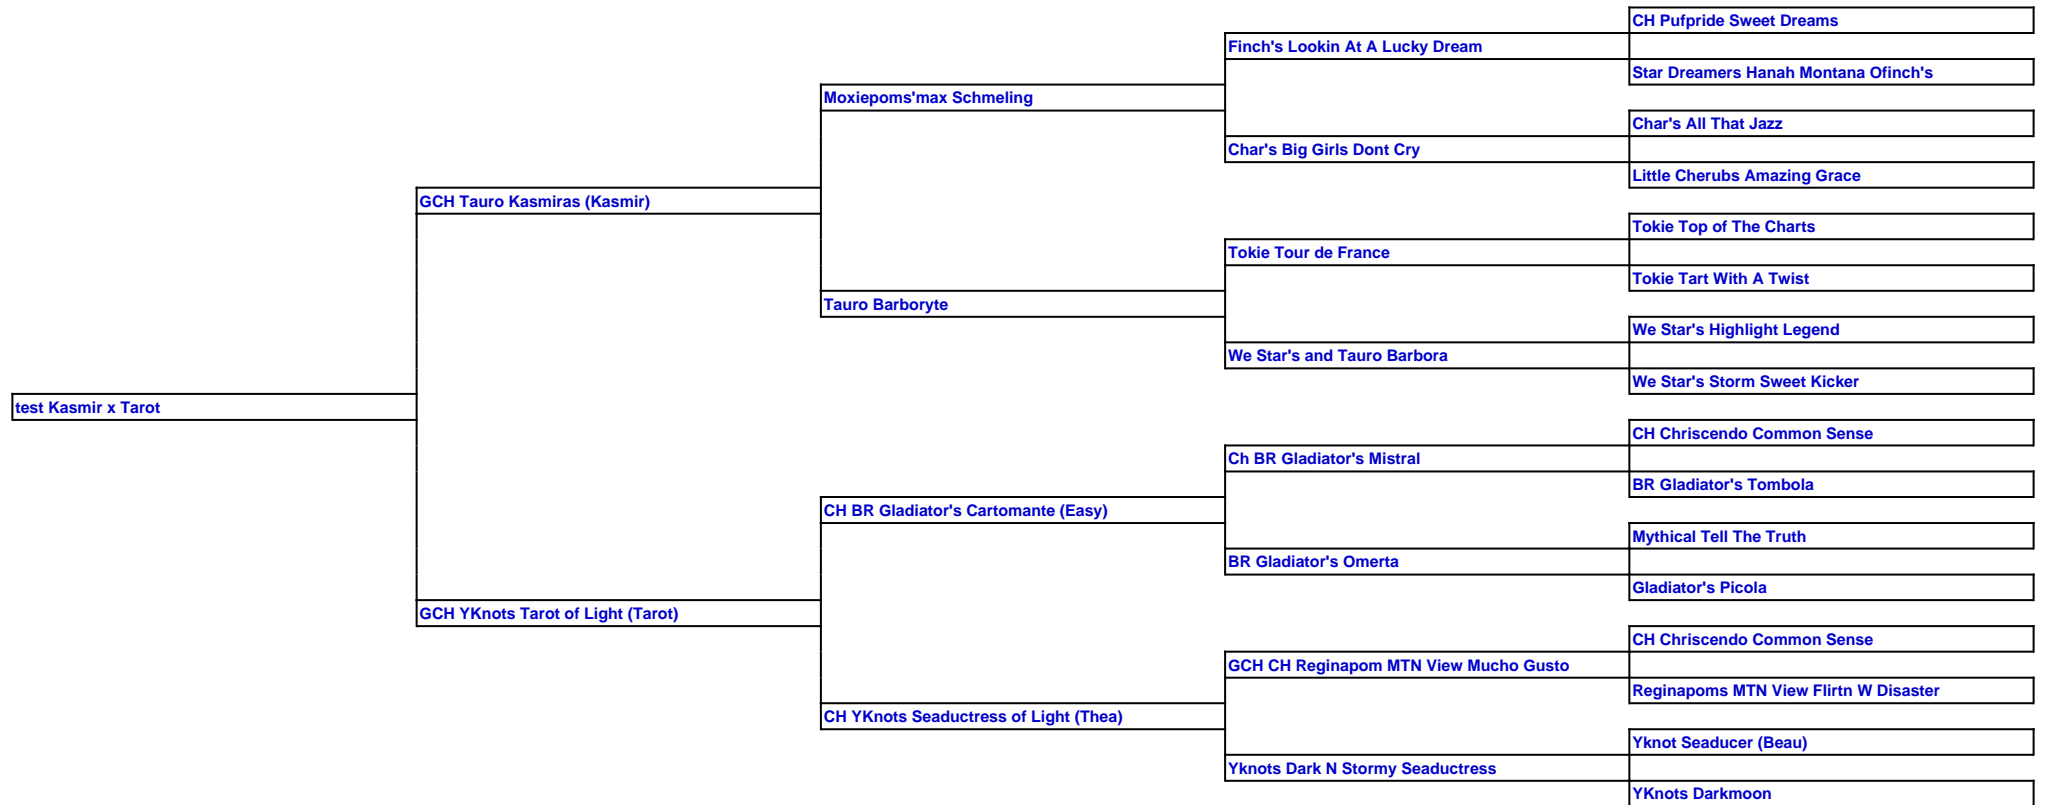 CH Pufpride Sweet Dreams
Finch's Lookin At A Lucky Dream
Star Dreamers Hanah Montana Ofinch's
Moxiepoms'max Schmeling
Char's All That Jazz
Char's Big Girls Dont Cry
Little Cherubs Amazing Grace
GCH Tauro Kasmiras (Kasmir)
Tokie Top of The Charts
Tokie Tour de France
Tokie Tart With A Twist
Tauro Barboryte
We Star's Highlight Legend
We Star's and Tauro Barbora
We Star's Storm Sweet Kicker
test Kasmir x Tarot
CH Chriscendo Common Sense
Ch BR Gladiator's Mistral
BR Gladiator's Tombola
CH BR Gladiator's Cartomante (Easy)
Mythical Tell The Truth
BR Gladiator's Omerta
Gladiator's Picola
GCH YKnots Tarot of Light (Tarot)
CH Chriscendo Common Sense
GCH CH Reginapom MTN View Mucho Gusto
Reginapoms MTN View Flirtn W Disaster
CH YKnots Seaductress of Light (Thea)
Yknot Seaducer (Beau)
Yknots Dark N Stormy Seaductress
YKnots Darkmoon